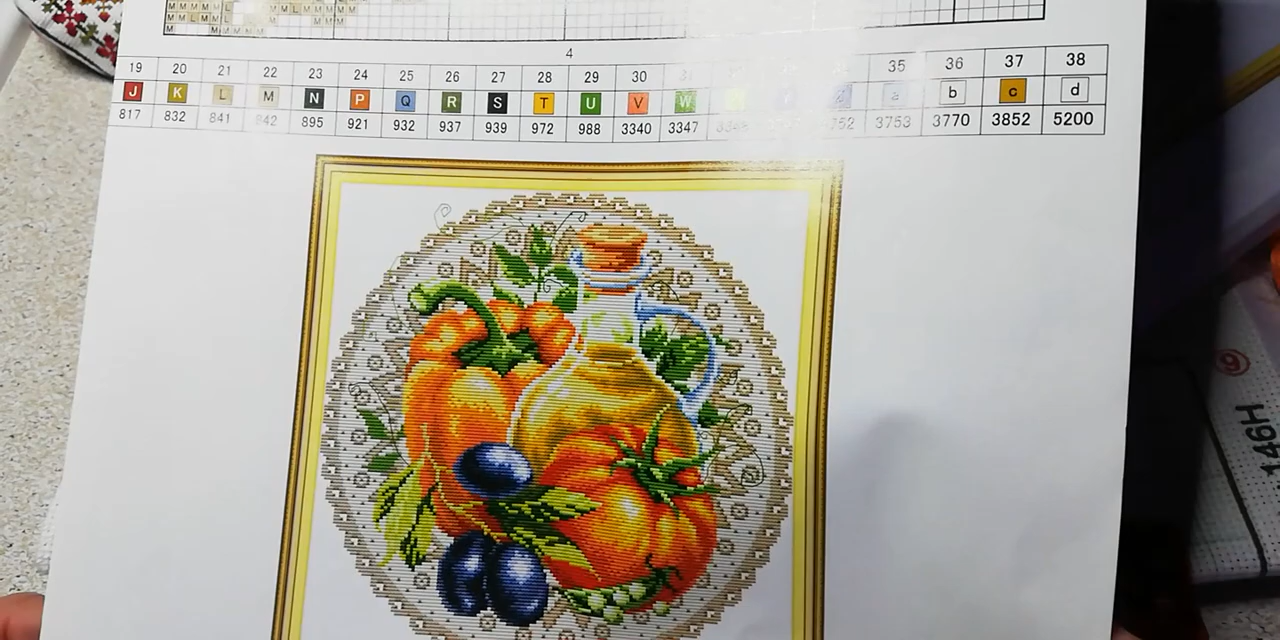 M M M M L
M M L M L
M M L M M L M M M
M M M M M
4
19 20 21 22 23 24 25 26 27 28 29 30 35 36 37 38
J K L M N P Q R S T U V W a b c d
817 832 841 842 895 921 932 937 939 972 988 3340 3347 3753 3770 3852 5200
146H